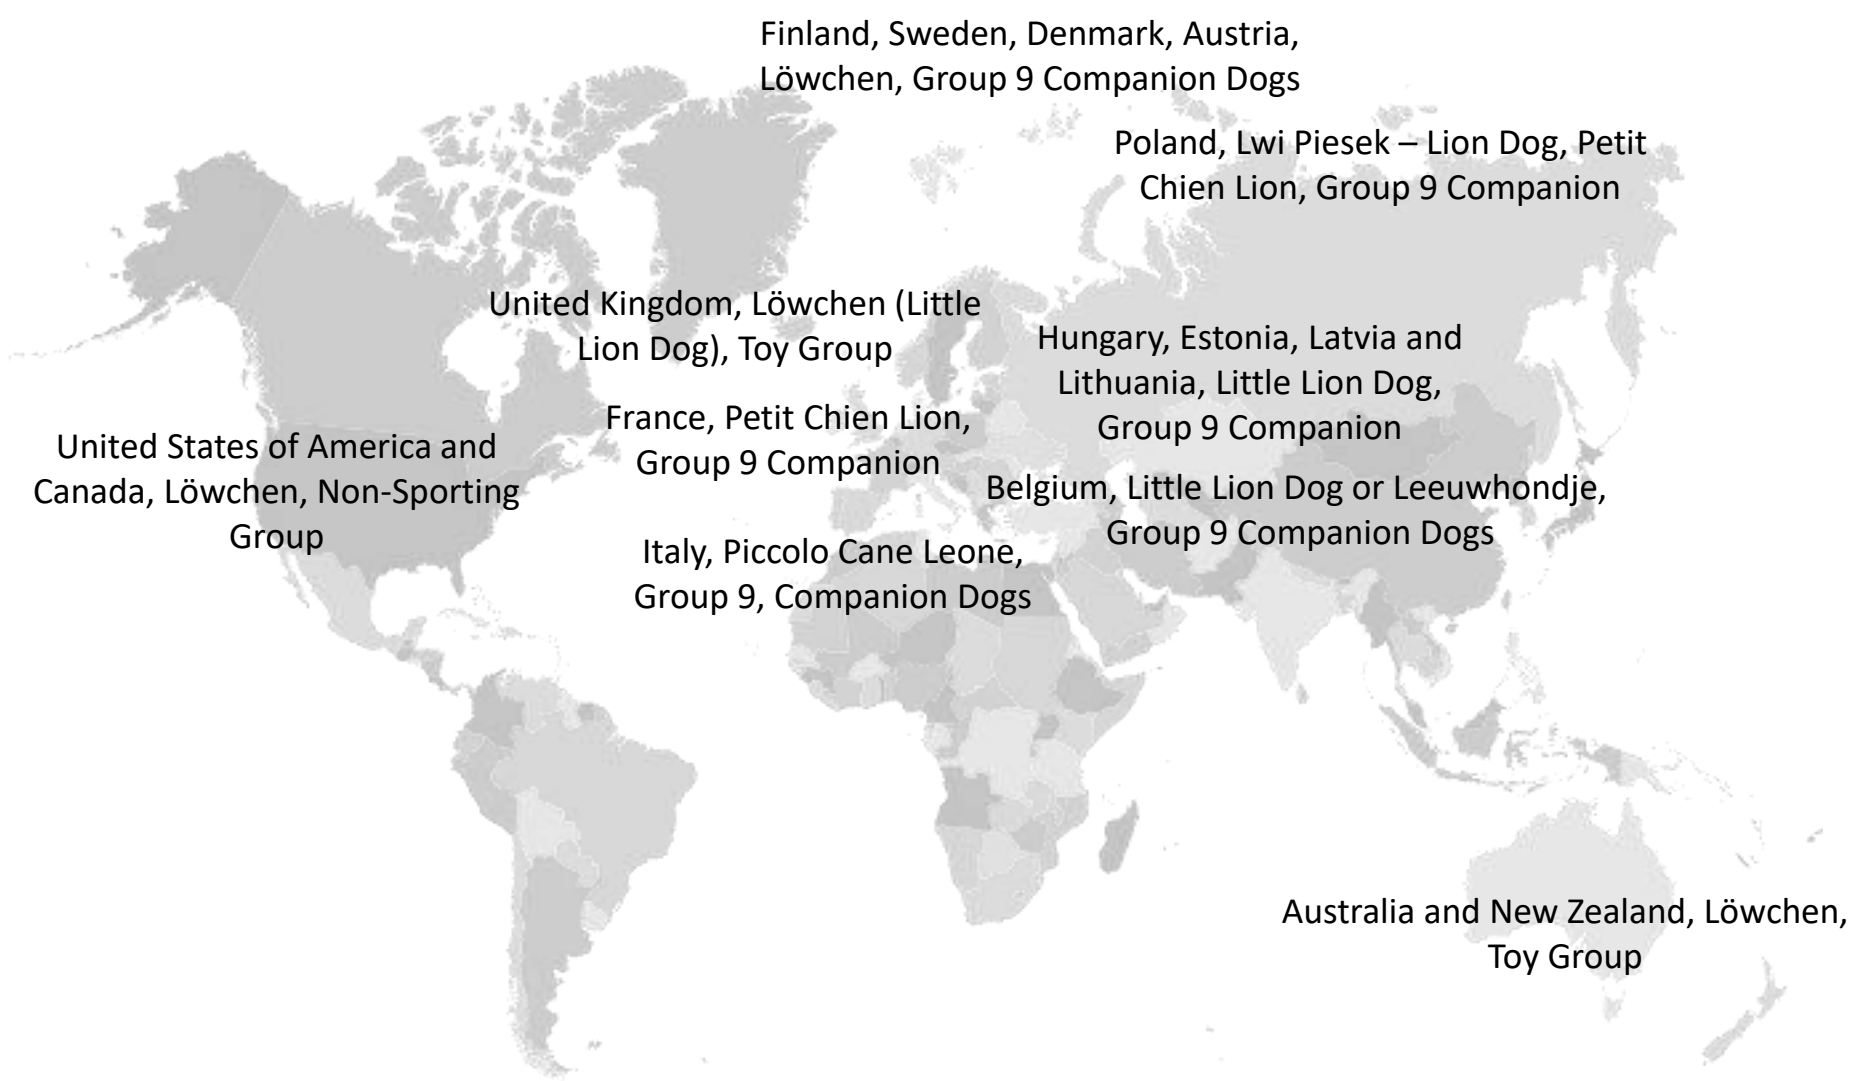 Finland, Sweden, Denmark, Austria,
Löwchen, Group 9 Companion Dogs
Poland, Lwi Piesek – Lion Dog, Petit
Chien Lion, Group 9 Companion
United Kingdom, Löwchen (Little
Lion Dog), Toy Group
Hungary, Estonia, Latvia and
Lithuania, Little Lion Dog,
Group 9 Companion
France, Petit Chien Lion,
Group 9 Companion
United States of America and
Canada, Löwchen, Non-Sporting
Group
Belgium, Little Lion Dog or Leeuwhondje,
Group 9 Companion Dogs
Italy, Piccolo Cane Leone,
Group 9, Companion Dogs
Australia and New Zealand, Löwchen,
Toy Group